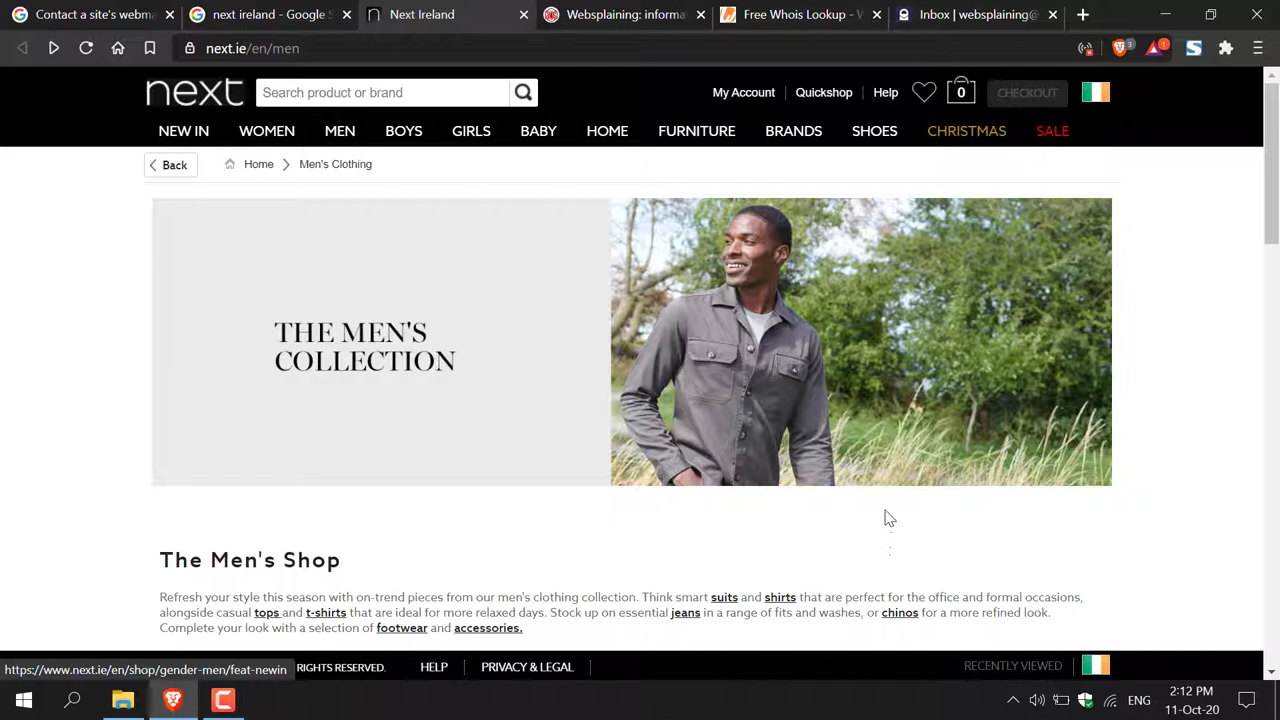 Contact a site's webma
next ireland - Google S
Next Ireland
Websplaining: informa
Free Whois Lookup - W
Inbox | websplaining@
next.ie/en/men
3
1
next
Search product or brand
My Account
Quickshop
Help
0
CHECKOUT
NEW IN
WOMEN
MEN
BOYS
GIRLS
BABY
HOME
FURNITURE
BRANDS
SHOES
CHRISTMAS
SALE
Back
Home
Men's Clothing
THE MEN'S
COLLECTION
The Men's Shop
Refresh your style this season with on-trend pieces from our men's clothing collection. Think smart suits and shirts that are perfect for the office and formal occasions,
alongside casual tops and t-shirts that are ideal for more relaxed days. Stock up on essential jeans in a range of fits and washes, or chinos for a more refined look.
Complete your look with a selection of footwear and accessories.
https://www.next.ie/en/shop/gender-men/feat-newin
RIGHTS RESERVED.
HELP
PRIVACY & LEGAL
RECENTLY VIEWED
ENG
2:12 PM
11-Oct-20